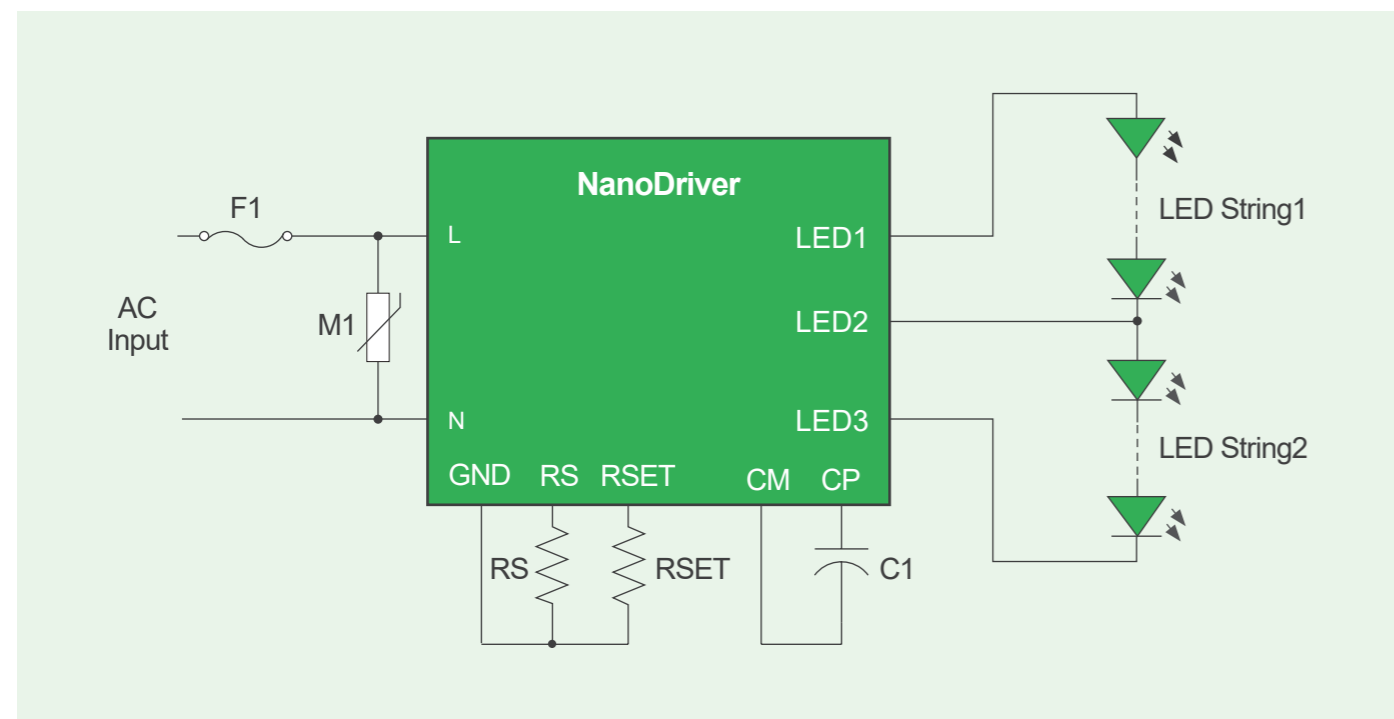 NanoDriver
F1
L
LED1
LED String1
AC
Input
M1
LED2
N
LED3
LED String2
GND RS RSET CM CP
RS
RSET
C1